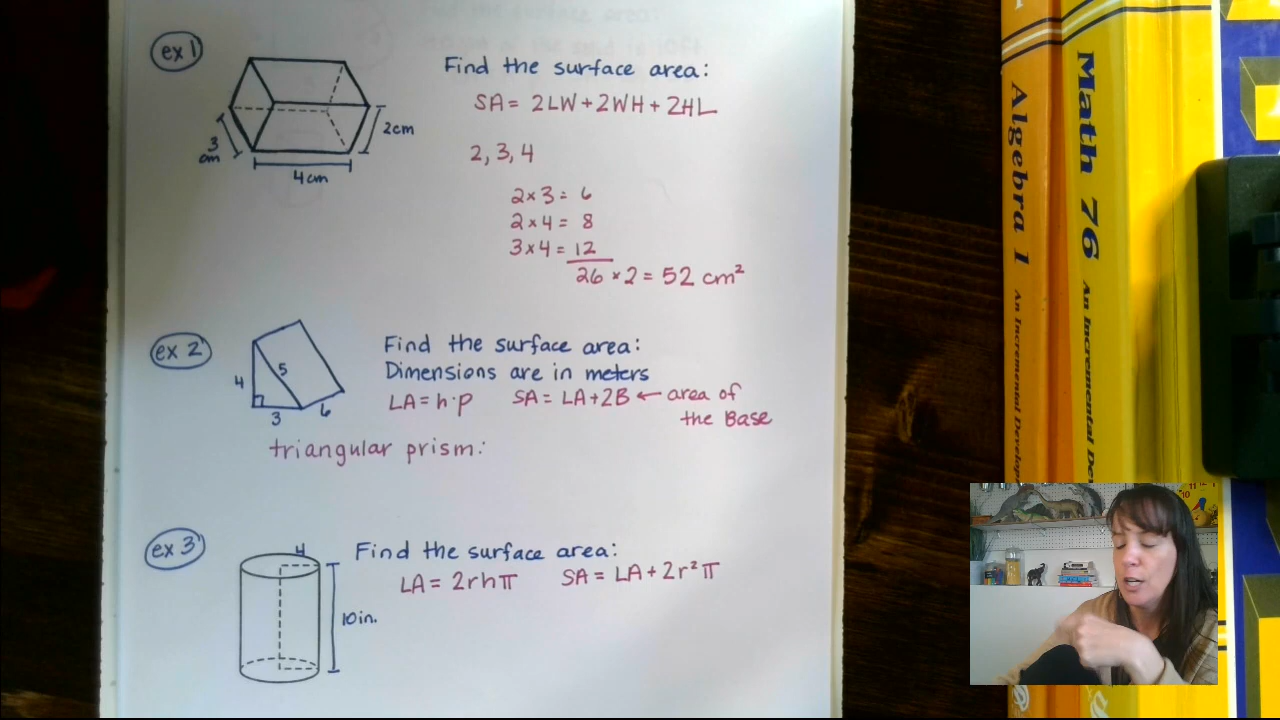 ex 1
Find the surface area:
SA = 2LW + 2WH + 2HL
2cm
3
cm
4cm
2, 3, 4
2 × 3 = 6
2 × 4 = 8
3 × 4 = 12
26 × 2 = 52 cm²
ex 2
Find the surface area:
Dimensions are in meters
4
5
3
6
LA = h·p SA = LA + 2B ← area of
the Base
triangular prism:
ex 3
4
Find the surface area:
LA = 2rhπ SA = LA + 2r²π
10in.
Algebra 1 An Incremental Develop
Math 76 An Incremental De